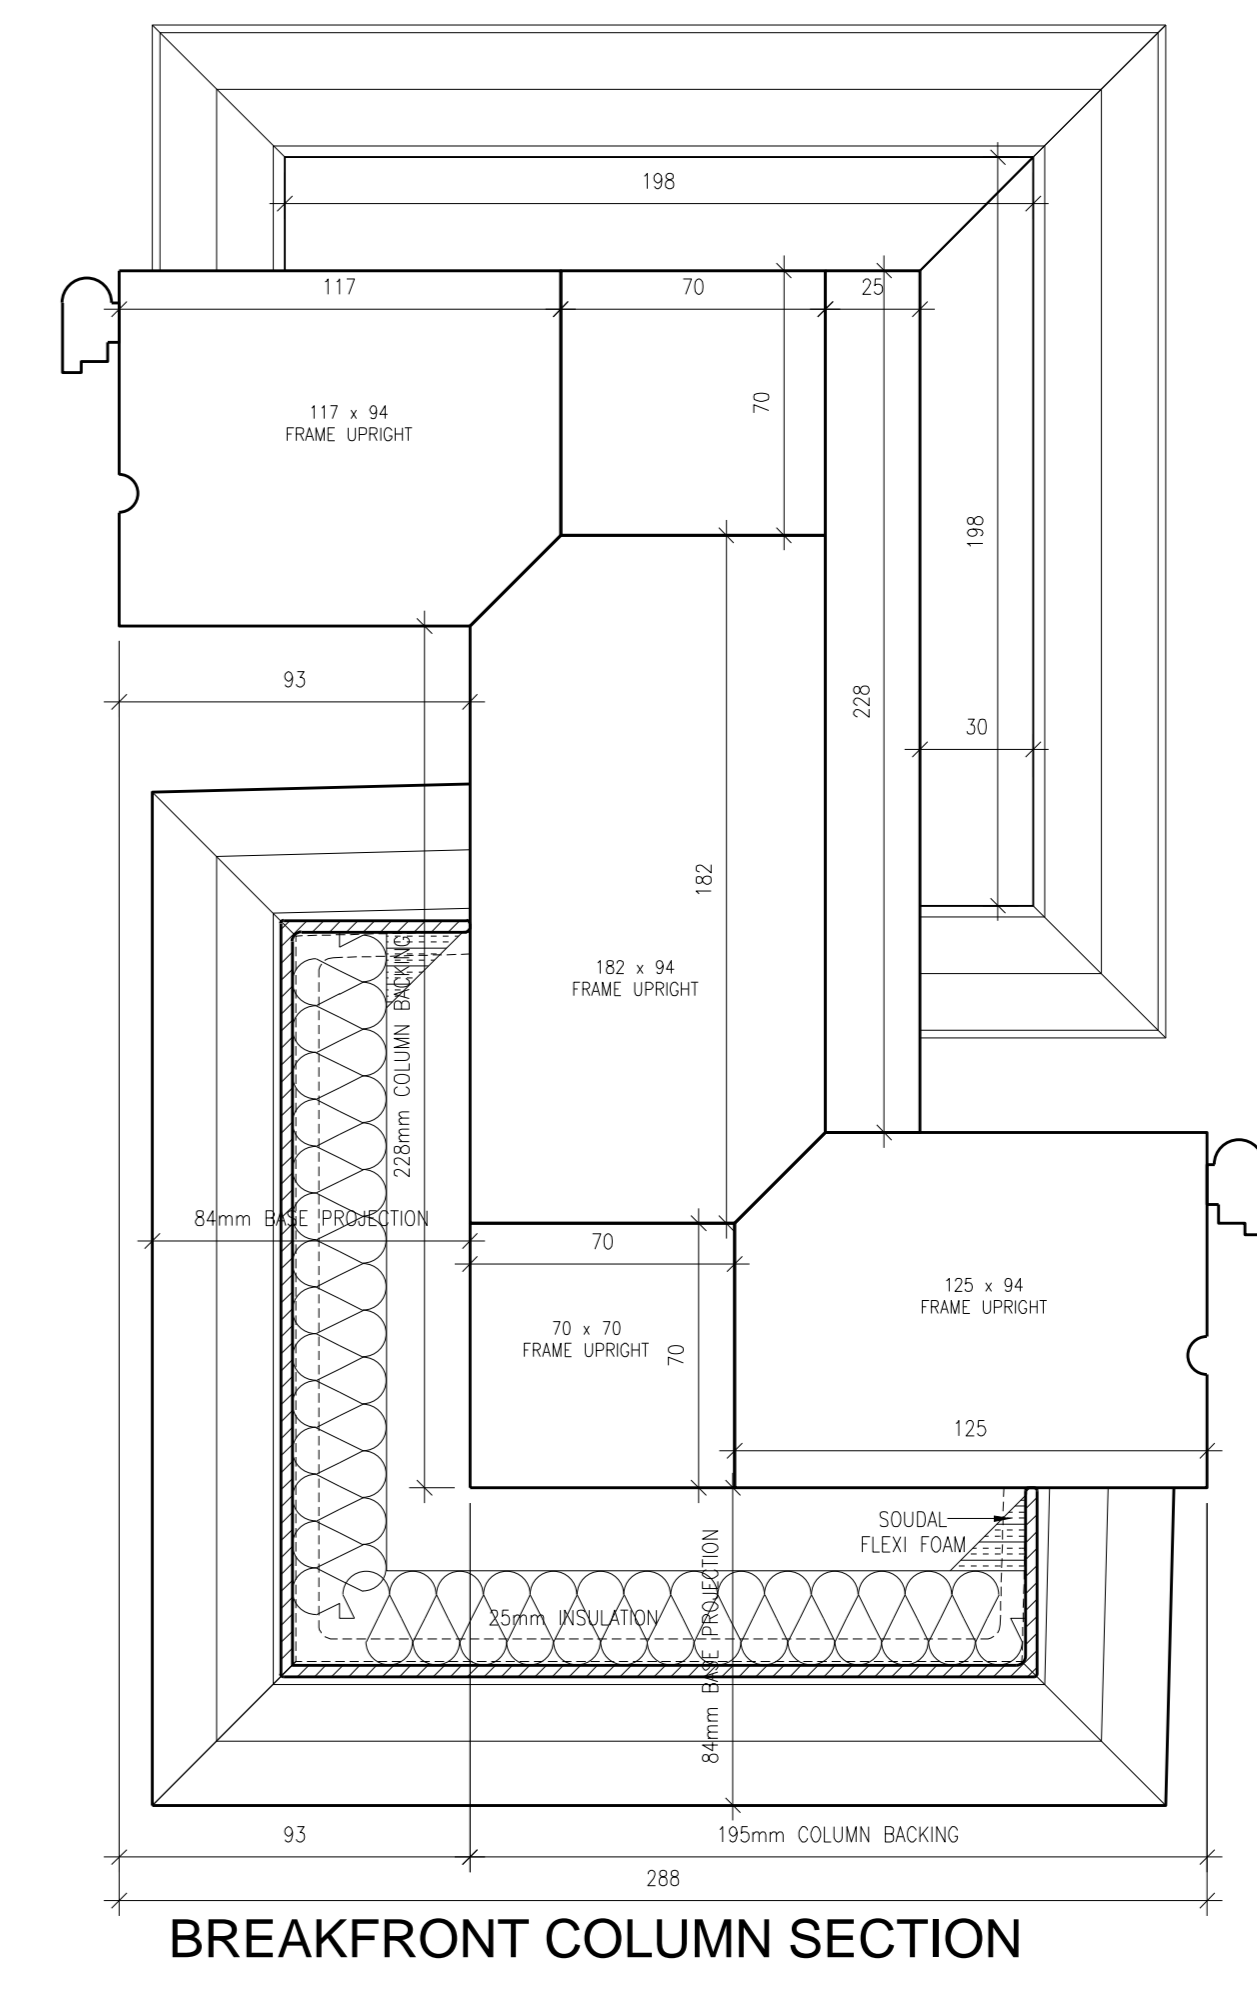 198
117
70
25
70
117 x 94
FRAME UPRIGHT
198
93
228
30
182
182 x 94
FRAME UPRIGHT
228mm COLUMN BACKING
84mm BASE PROJECTION
70
125 x 94
FRAME UPRIGHT
70 x 70
FRAME UPRIGHT
70
125
SOUDAL
FLEXI FOAM
25mm INSULATION
84mm BASE PROJECTION
93
195mm COLUMN BACKING
288
BREAKFRONT COLUMN SECTION